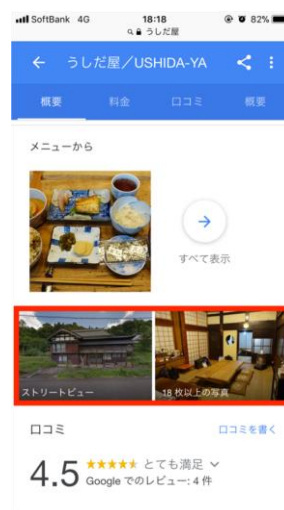 SoftBank 4G 18:18 82%
うしだ屋
うしだ屋／USHIDA-YA
概要 料金 口コミ 概要
メニューから
すべて表示
ストリートビュー 18 枚以上の写真
口コミ 口コミを書く
4.5 とても満足
Google でのレビュー: 4 件